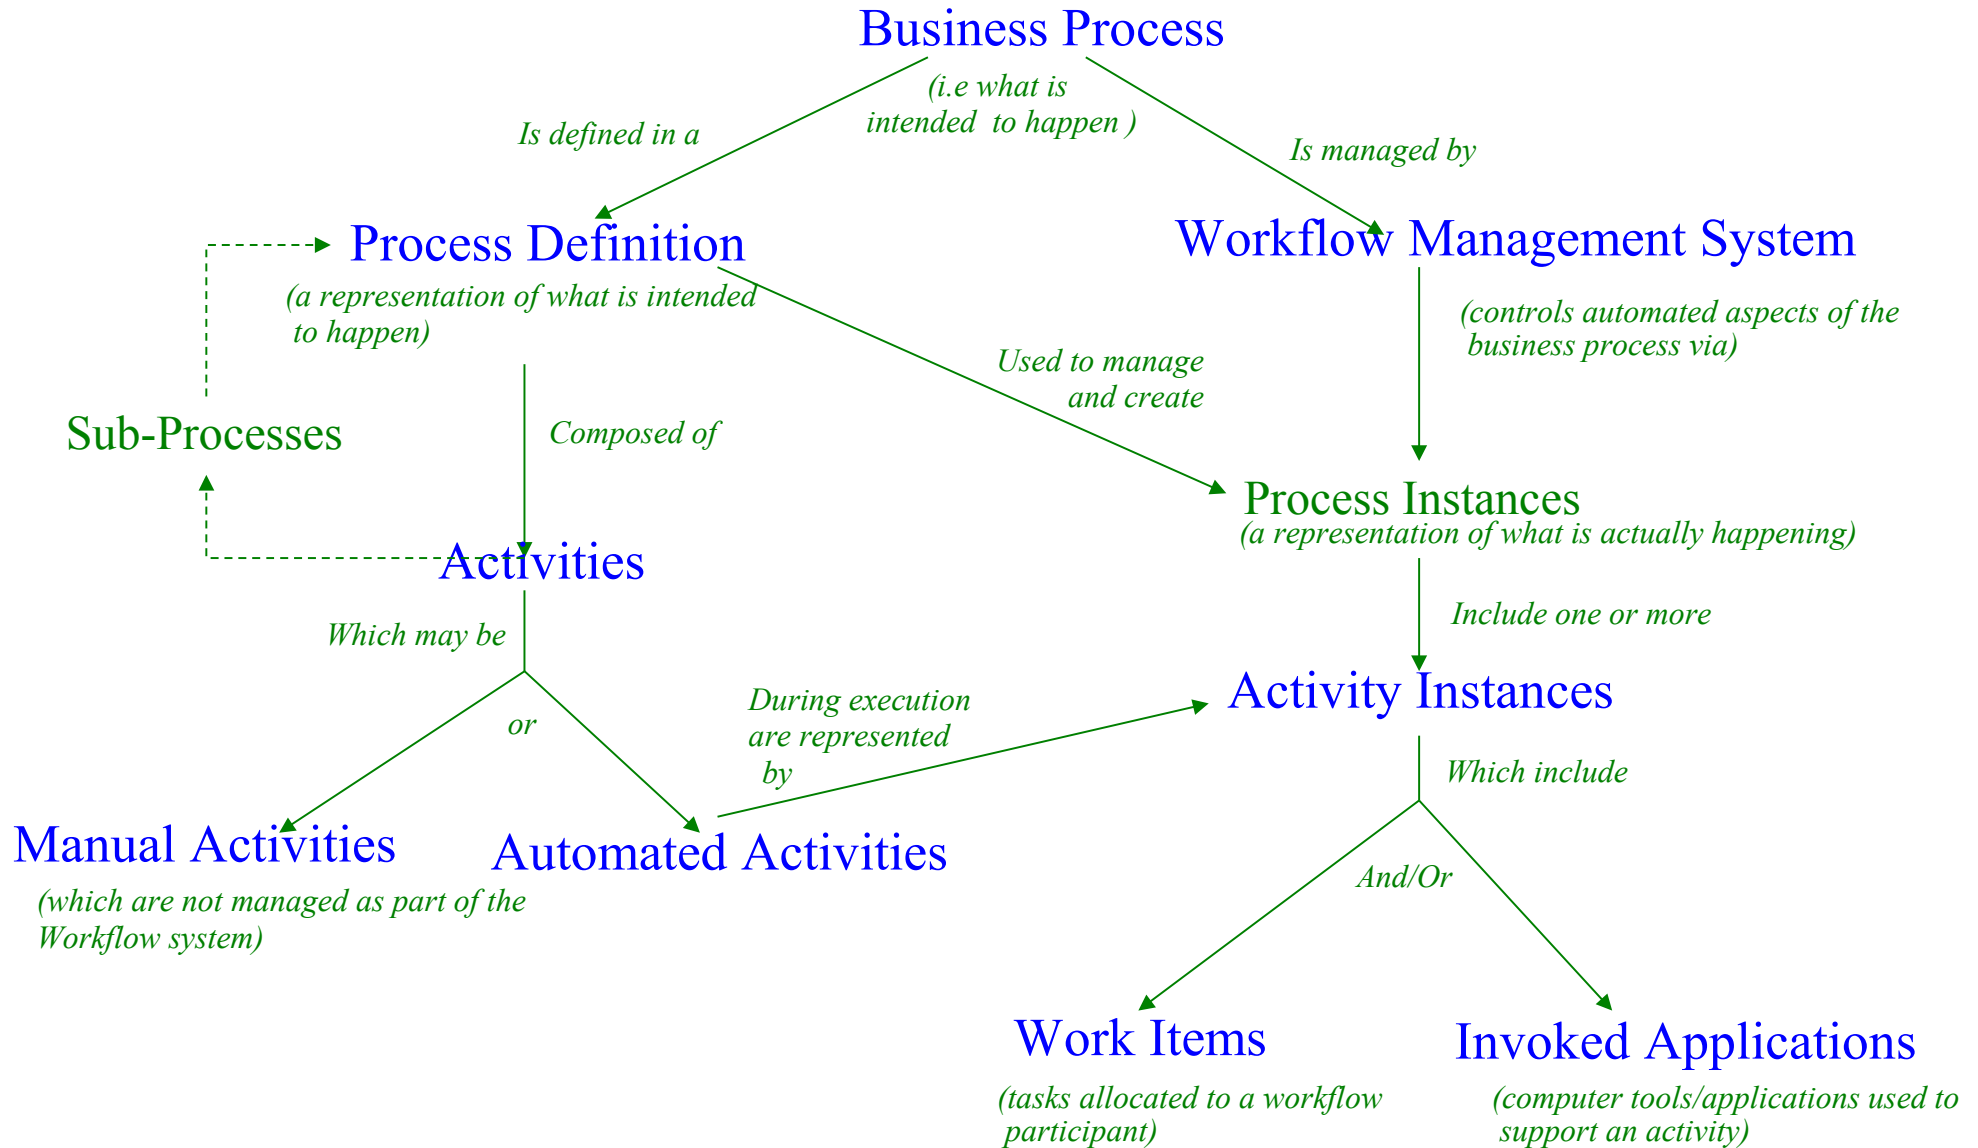 Business Process
(i.e what is
intended  to happen )
Is defined in a
Is managed by
Process Definition
Workflow Management System
(a representation of what is intended
to happen)
(controls automated aspects of the
business process via)
Used to manage
and create
Sub-Processes
Composed of
Process Instances
(a representation of what is actually happening)
Activities
Which may be
Include one or more
or
During execution
are represented
by
Activity Instances
Which include
Manual Activities
Automated Activities
(which are not managed as part of the
Workflow system)
And/Or
Work Items
Invoked Applications
(tasks allocated to a workflow
participant)
(computer tools/applications used to
support an activity)